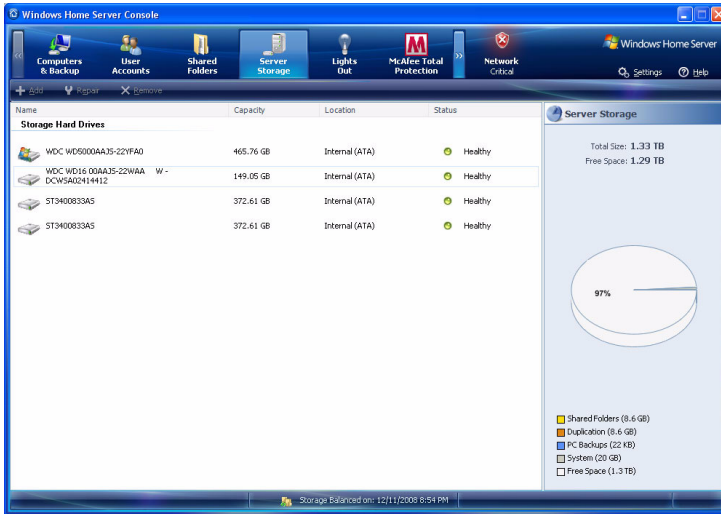 Windows Home Server Console
Computers & Backup
User Accounts
Shared Folders
Server Storage
Lights Out
McAfee Total Protection
Network Critical
Windows Home Server
Settings
Help
Add
Repair
Remove
Name Capacity Location Status
Storage Hard Drives
WDC WD5000AAJS-22YFA0 465.76 GB Internal (ATA) Healthy
WDC WD16 00AAJS-22WAA W -
DCWSA02414412 149.05 GB Internal (ATA) Healthy
ST3400833AS 372.61 GB Internal (ATA) Healthy
ST3400833AS 372.61 GB Internal (ATA) Healthy
Server Storage
Total Size: 1.33 TB
Free Space: 1.29 TB
97%
Shared Folders (8.6 GB)
Duplication (8.6 GB)
PC Backups (22 KB)
System (20 GB)
Free Space (1.3 TB)
Storage Balanced on: 12/11/2008 8:54 PM